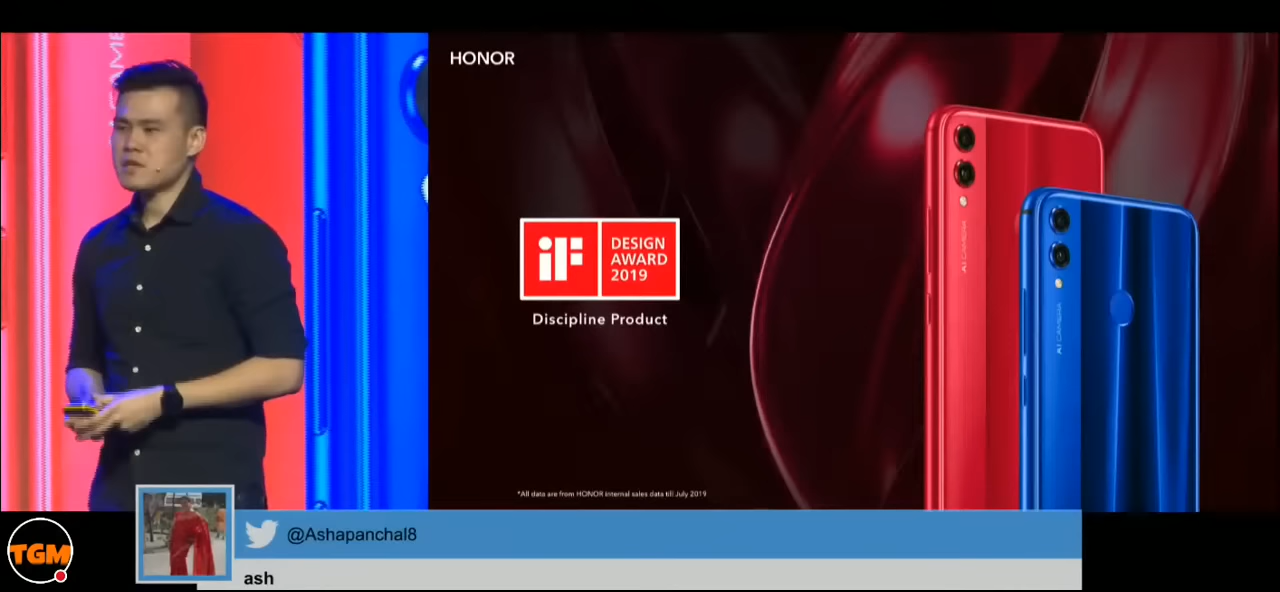 HONOR
iF
DESIGN
AWARD
2019
Discipline Product
AI CAMERA
AI CAMERA
*All data are from HONOR internal sales data till July 2019
@Ashapanchal8
ash
TGM